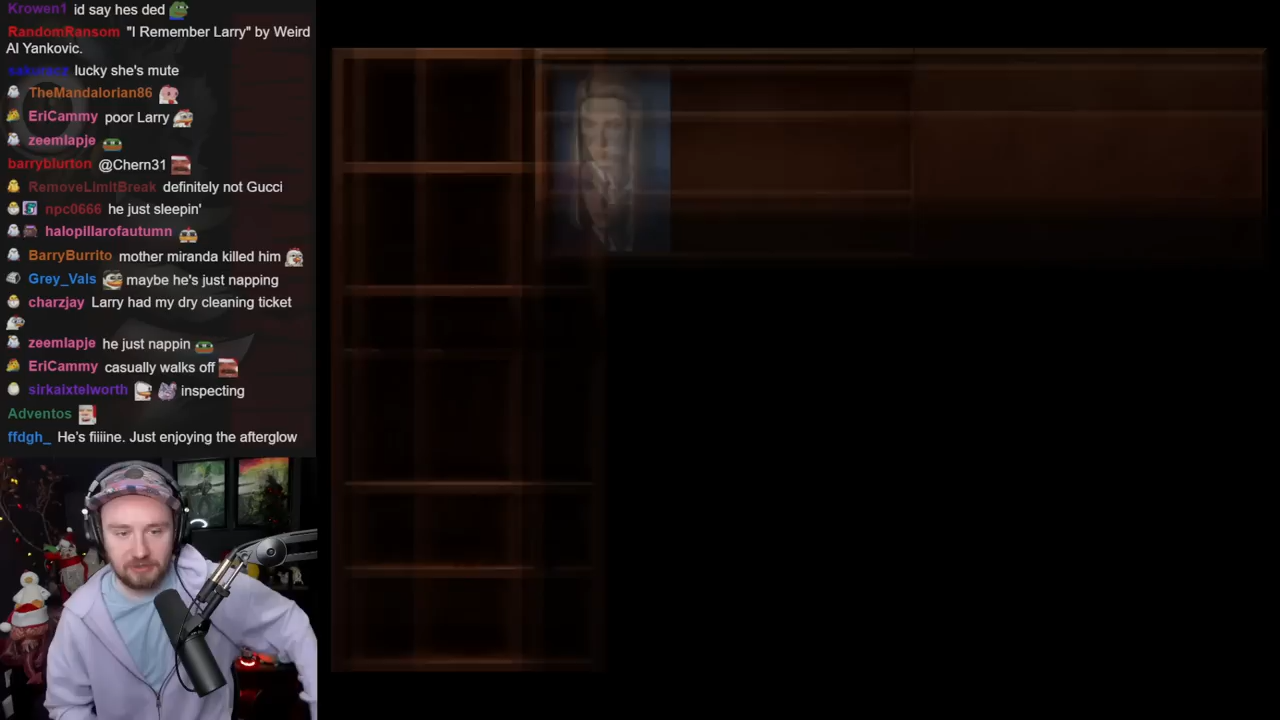 Krowen1 id say hes ded
RandomRansom "I Remember Larry" by Weird
Al Yankovic.
lucky she's mute
TheMandalorian86
EriCammy poor Larry
zeemlapje
barryblurton @Chern31
RemoveLimitBreak definitely not Gucci
npc0666 he just sleepin'
halopillarofautumn
BarryBurrito mother miranda killed him
Grey_Vals maybe he's just napping
charzjay Larry had my dry cleaning ticket
zeemlapje he just nappin
EriCammy casually walks off
sirkaixtelworth inspecting
Adventos
ffdgh_ He's fiiiine. Just enjoying the afterglow